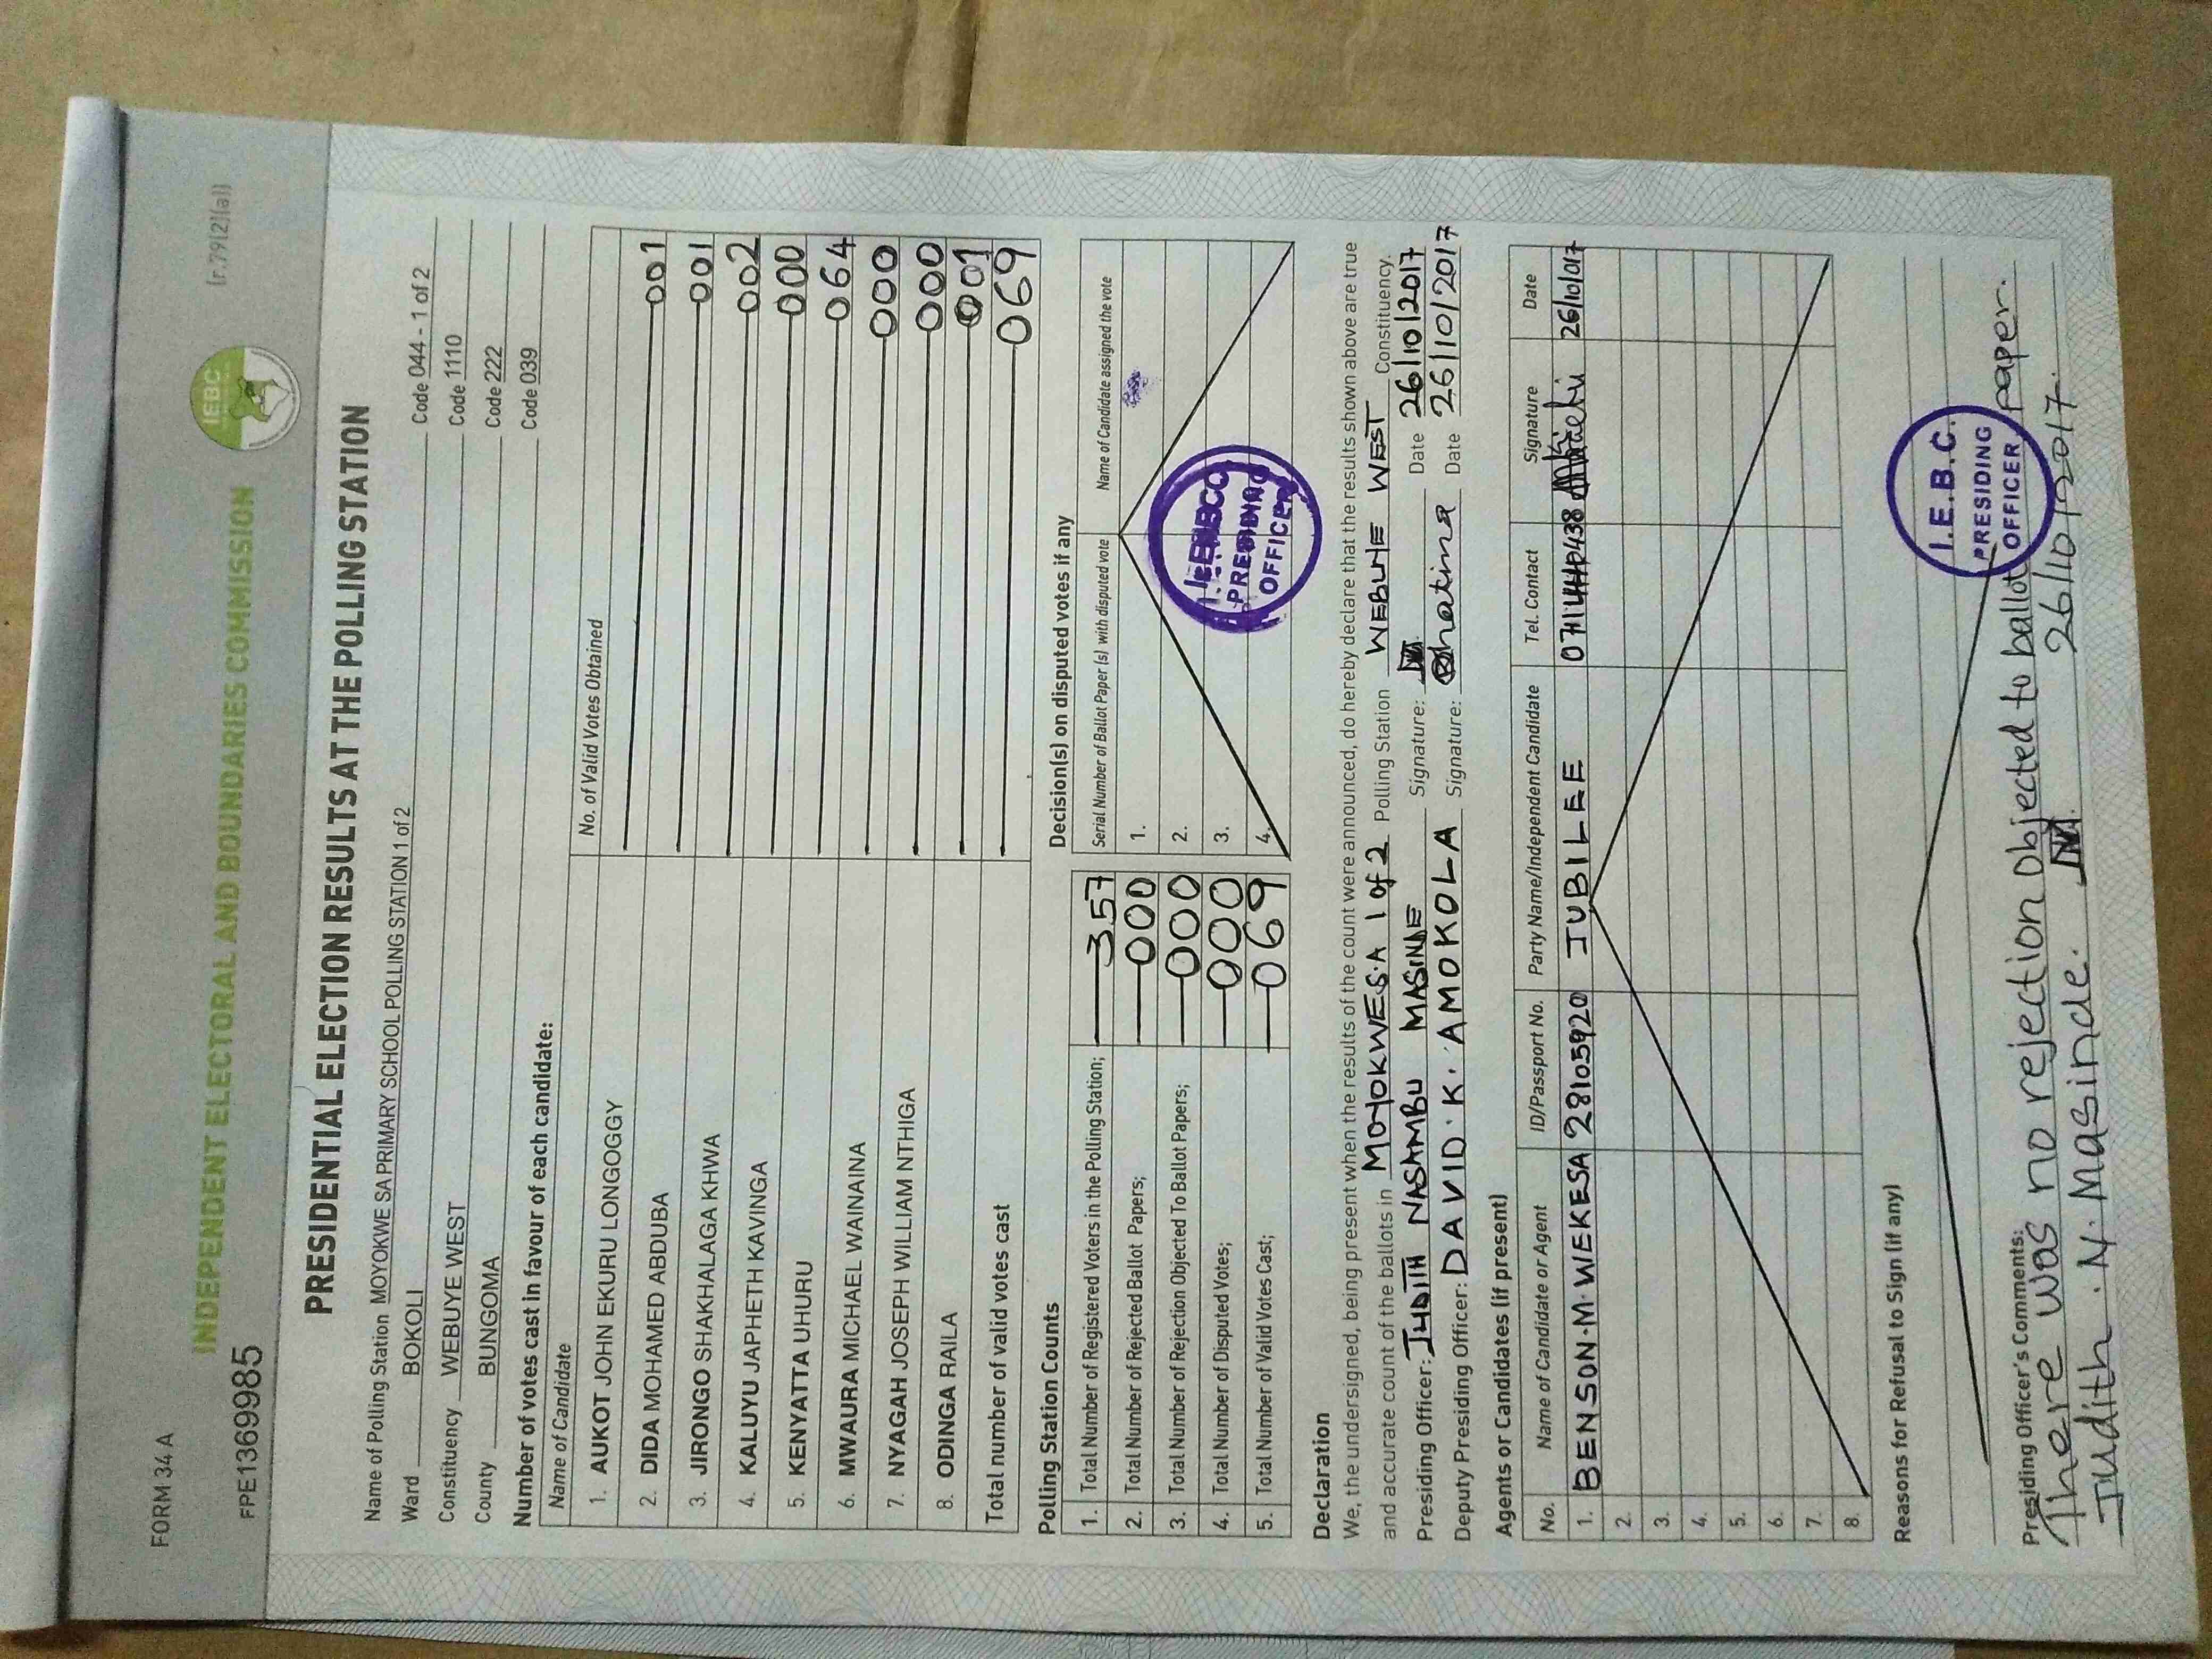 FORM 34 A
(r.79(2)(a))
FPE1369985
IEBC
INDEPENDENT ELECTORAL AND BOUNDARIES COMMISSION
PRESIDENTIAL ELECTION RESULTS AT THE POLLING STATION
Name of Polling Station MOYOKWE SA PRIMARY SCHOOL POLLING STATION 1 of 2 Code 044 - 1 of 2
Ward BOKOLI Code 1110
Constituency WEBUYE WEST Code 222
County BUNGOMA Code 039
Number of votes cast in favour of each candidate:
Name of Candidate No. of Valid Votes Obtained
1. AUKOT JOHN EKURU LONGOGGY 001
2. DIDA MOHAMED ABDUBA 001
3. JIRONGO SHAKHALAGA KHWA 002
4. KALUYU JAPHETH KAVINGA 000
5. KENYATTA UHURU 064
6. MWAURA MICHAEL WAINAINA 000
7. NYAGAH JOSEPH WILLIAM NTHIGA 000
8. ODINGA RAILA 001
Total number of valid votes cast 069
Polling Station Counts
1. Total Number of Registered Voters in the Polling Station; 357
2. Total Number of Rejected Ballot Papers; 000
3. Total Number of Rejection Objected To Ballot Papers; 000
4. Total Number of Disputed Votes; 000
5. Total Number of Valid Votes Cast; 069
Decision(s) on disputed votes if any
Serial Number of Ballot Paper (s) with disputed vote Name of Candidate assigned the vote
1.
2.
3.
4.
PRESIDING
OFFICER
Declaration
We, the undersigned, being present when the results of the count were announced, do hereby declare that the results shown above are true
and accurate count of the ballots in MOYOKWE S.A 1 of 2 Polling Station WEBUYE WEST Constituency.
Presiding Officer: JUDITH NASAMBU MASINDE Signature: Date 26/10/2017
Deputy Presiding Officer: DAVID. K. AMOKOLA Signature: Date 26/10/2017
Agents or Candidates (if present)
No. Name of Candidate or Agent ID/Passport No. Party Name/Independent Candidate Tel. Contact Signature Date
1. BENSON.M.WEKESA 28105920 JUBILEE 26/10/017
2.
3.
4.
5.
6.
7.
8.
Reasons for Refusal to Sign (if any)
I.E.B.C.
PRESIDING
OFFICER
Presiding Officer's Comments:
There was no rejection objected to ballot paper.
Judith. N. Masinde. 26/10/2017.